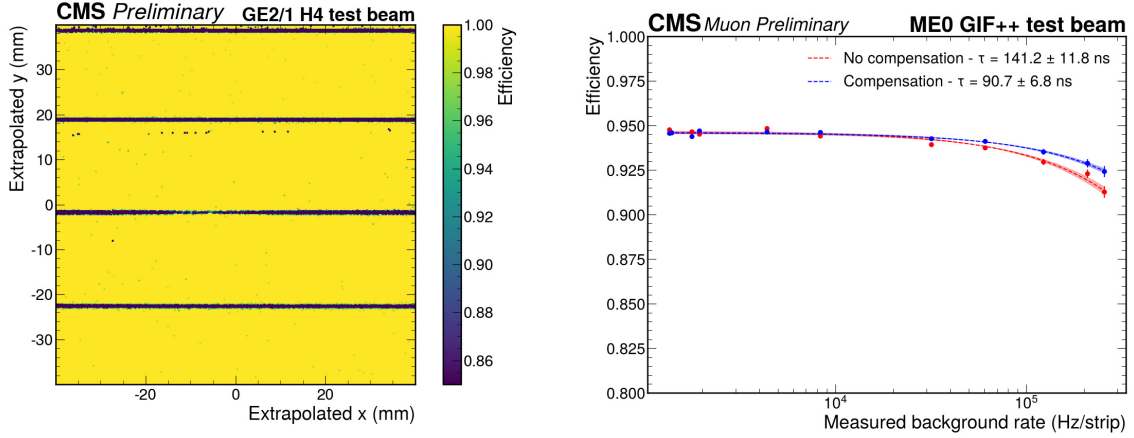 CMS Preliminary GE2/1 H4 test beam
Extrapolated y (mm)
30
20
10
0
-10
-20
-30
-20 0 20
Extrapolated x (mm)
1.00
0.98
0.96
0.94
0.92
0.90
0.88
0.86
Efficiency
CMS Muon Preliminary ME0 GIF++ test beam
Efficiency
1.000
0.975
0.950
0.925
0.900
0.875
0.850
0.825
0.800
No compensation - τ = 141.2 ± 11.8 ns
Compensation - τ = 90.7 ± 6.8 ns
10⁴ 10⁵
Measured background rate (Hz/strip)